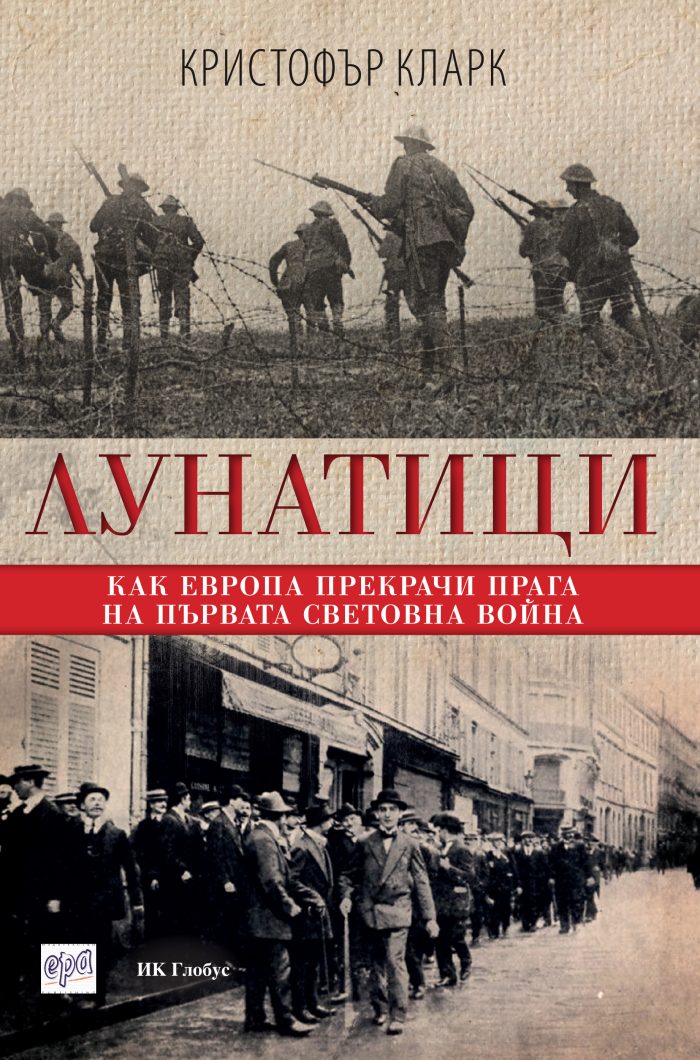 КРИСТОФЪР КЛАРК
ЛУНАТИЦИ
КАК ЕВРОПА ПРЕКРАЧИ ПРАГА
НА ПЪРВАТА СВЕТОВНА ВОЙНА
ера
ИК Глобус